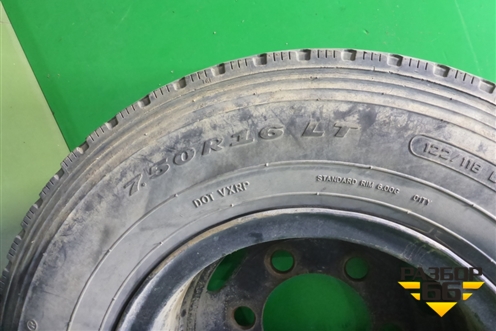 7.50R16 LT
122/118 L
DOT VXRP
STANDARD RIM 6.00G
РАЗБОР
66